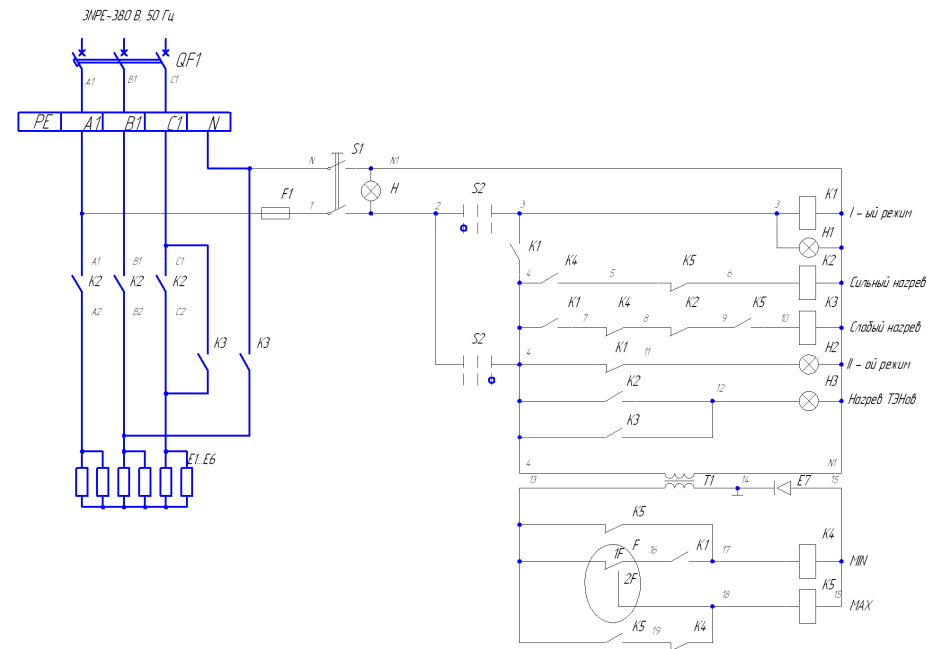 3NPE~380 В, 50 Гц
QF1
A1 B1 C1
PE A1 B1 C1 N
N S1 N1
H
F1 1 2 S2 3 3 K1 I - ый режим
K1 H1
A1 B1 C1 K4 K5 K2
K2 K2 K2 4 5 6 Сильный нагрев
A2 B2 C2 K1 K4 K2 K5 K3
7 8 9 10 Слабый нагрев
K3 K3 S2 4 K1 11 H2 II - ой режим
K2 12 H3
Нагрев ТЭНов
K3
E1...E6 4 N1
13 T1 14 E7 15
K5 K4
F 1F 16 K1 17 MIN
2F K5
18 15 MAX
K5 19 K4